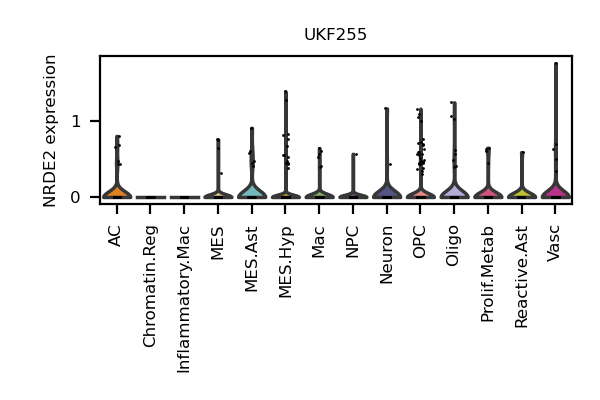 UKF255
NRDE2 expression
1
0
AC
Chromatin.Reg
Inflammatory.Mac
MES
MES.Ast
MES.Hyp
Mac
NPC
Neuron
OPC
Oligo
Prolif.Metab
Reactive.Ast
Vasc